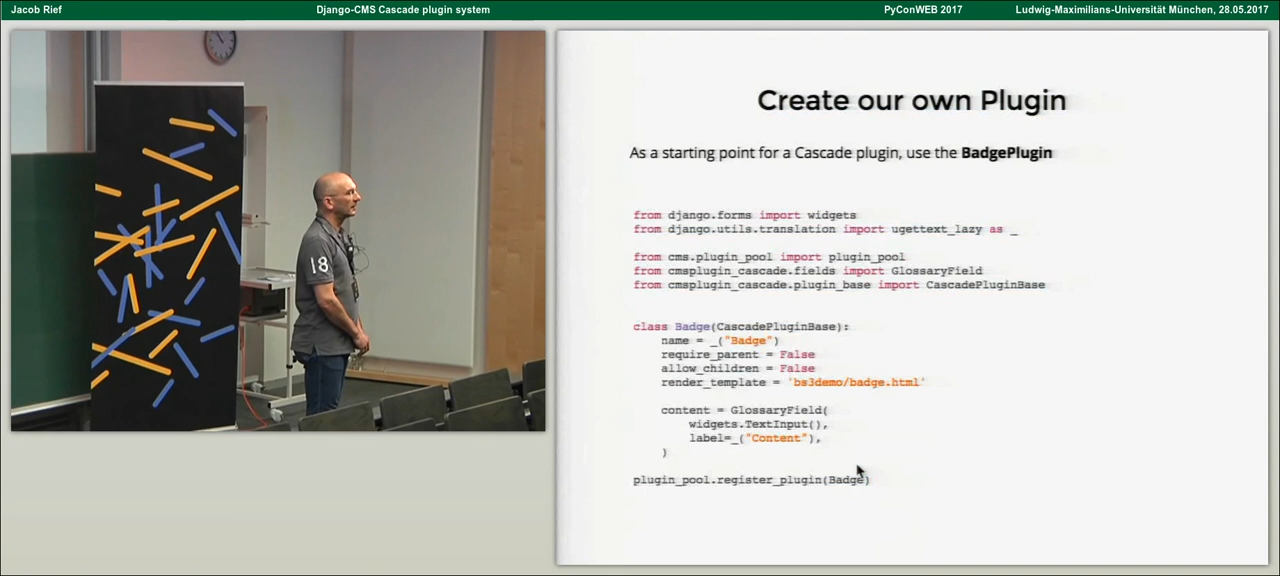 Jacob Rief Django-CMS Cascade plugin system PyConWEB 2017 Ludwig-Maximilians-Universität München, 28.05.2017
18
Create our own Plugin
As a starting point for a Cascade plugin, use the BadgePlugin
from django.forms import widgets
from django.utils.translation import ugettext_lazy as _
from cms.plugin_pool import plugin_pool
from cmsplugin_cascade.fields import GlossaryField
from cmsplugin_cascade.plugin_base import CascadePluginBase
class Badge(CascadePluginBase):
    name = _("Badge")
    require_parent = False
    allow_children = False
    render_template = 'bs3demo/badge.html'
    content = GlossaryField(
        widgets.TextInput(),
        label=_("Content"),
    )
plugin_pool.register_plugin(Badge)